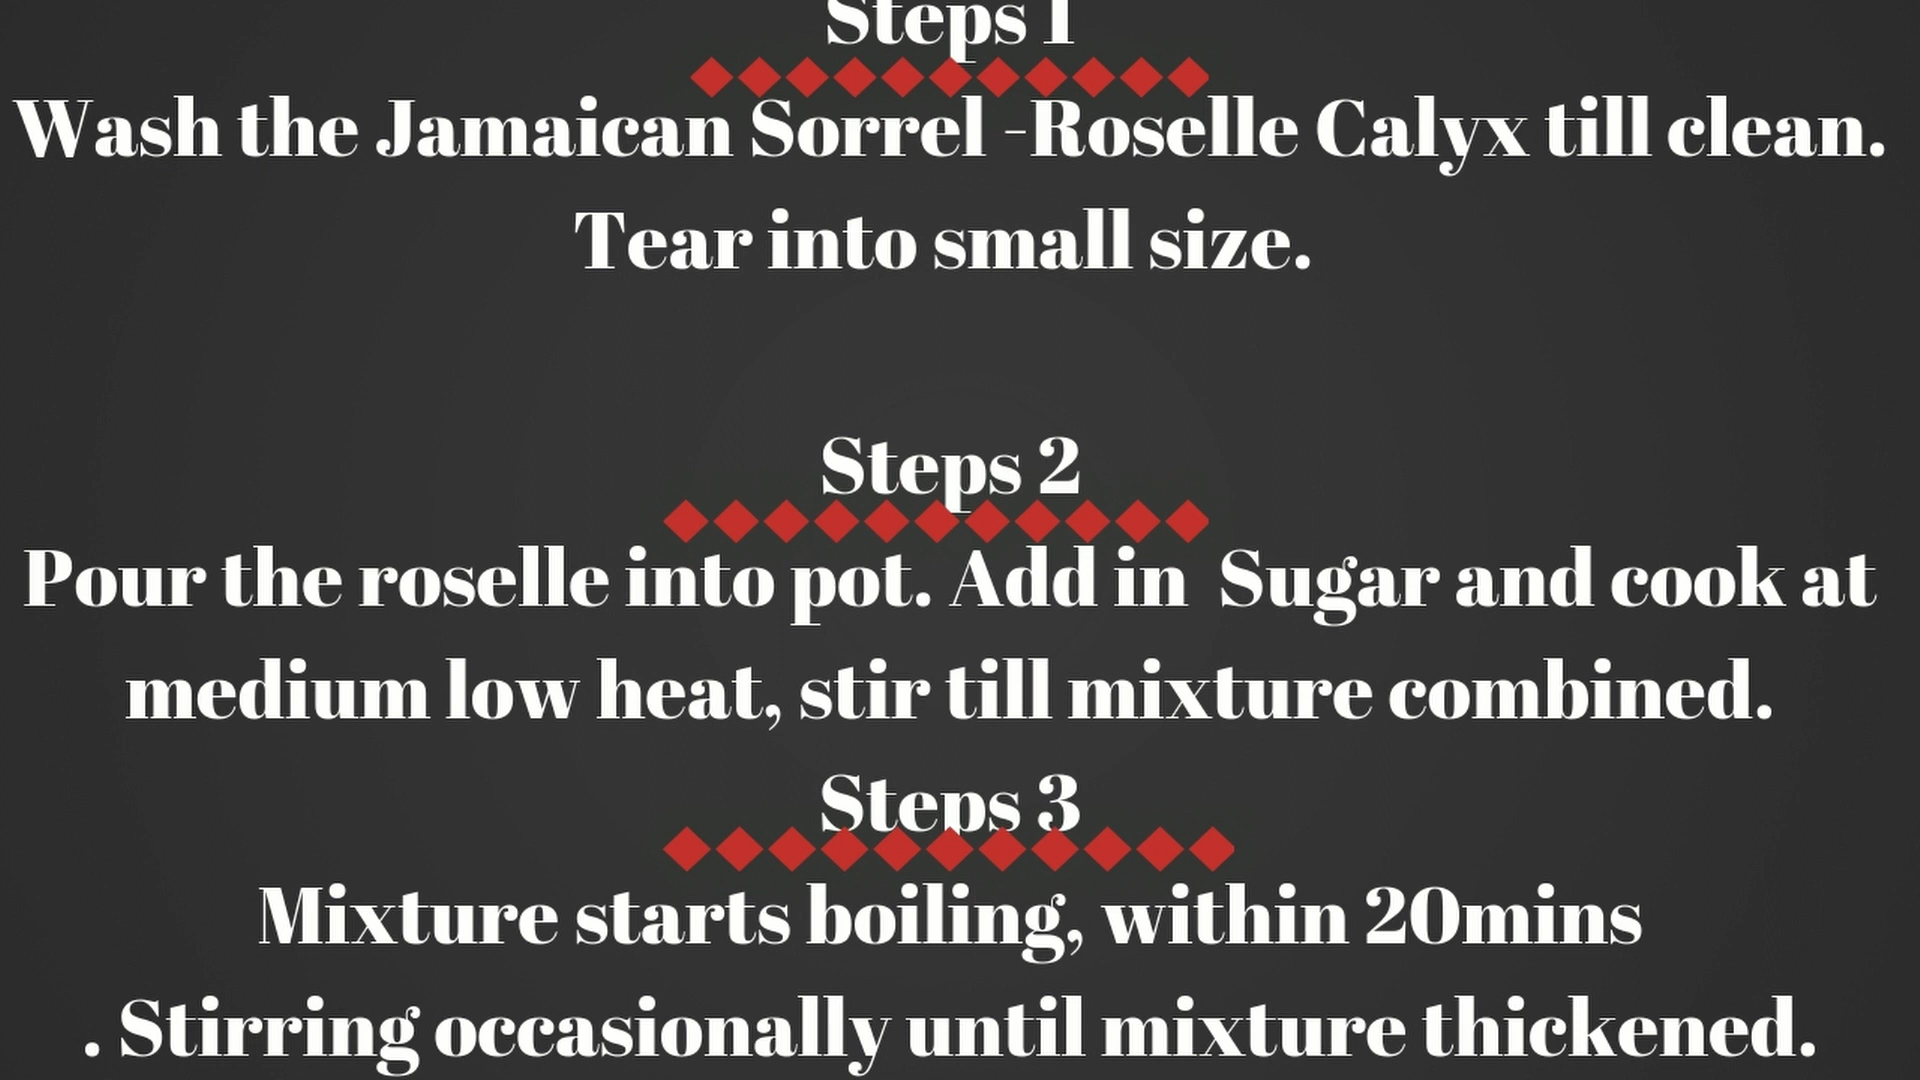 Steps 1
Wash the Jamaican Sorrel -Roselle Calyx till clean.
Tear into small size.
Steps 2
Pour the roselle into pot. Add in  Sugar and cook at
medium low heat, stir till mixture combined.
Steps 3
Mixture starts boiling, within 20mins
. Stirring occasionally until mixture thickened.